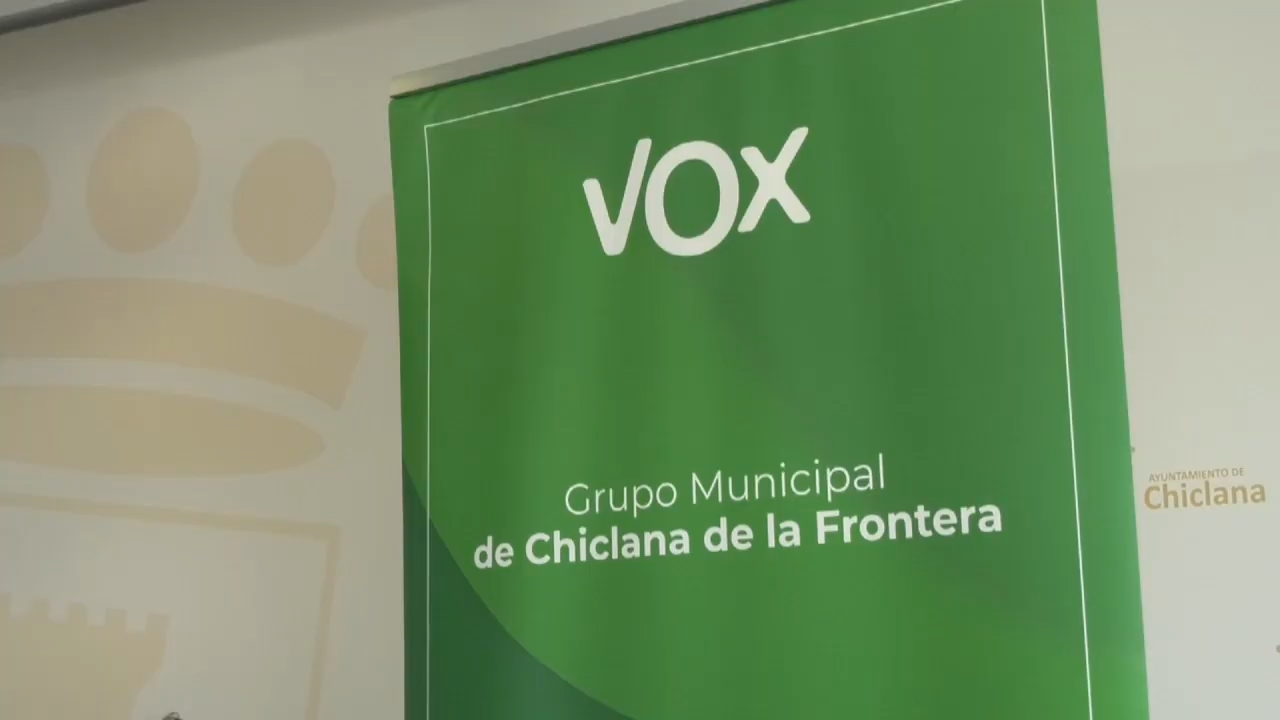 VOX
Grupo Municipal
de Chiclana de la Frontera
AYUNTAMIENTO DE
Chiclana